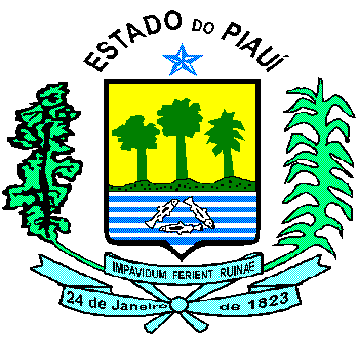 ESTADO DO PIAUÍ
IMPAVIDUM FERIENT RUINAE
24 de Janeiro de 1823